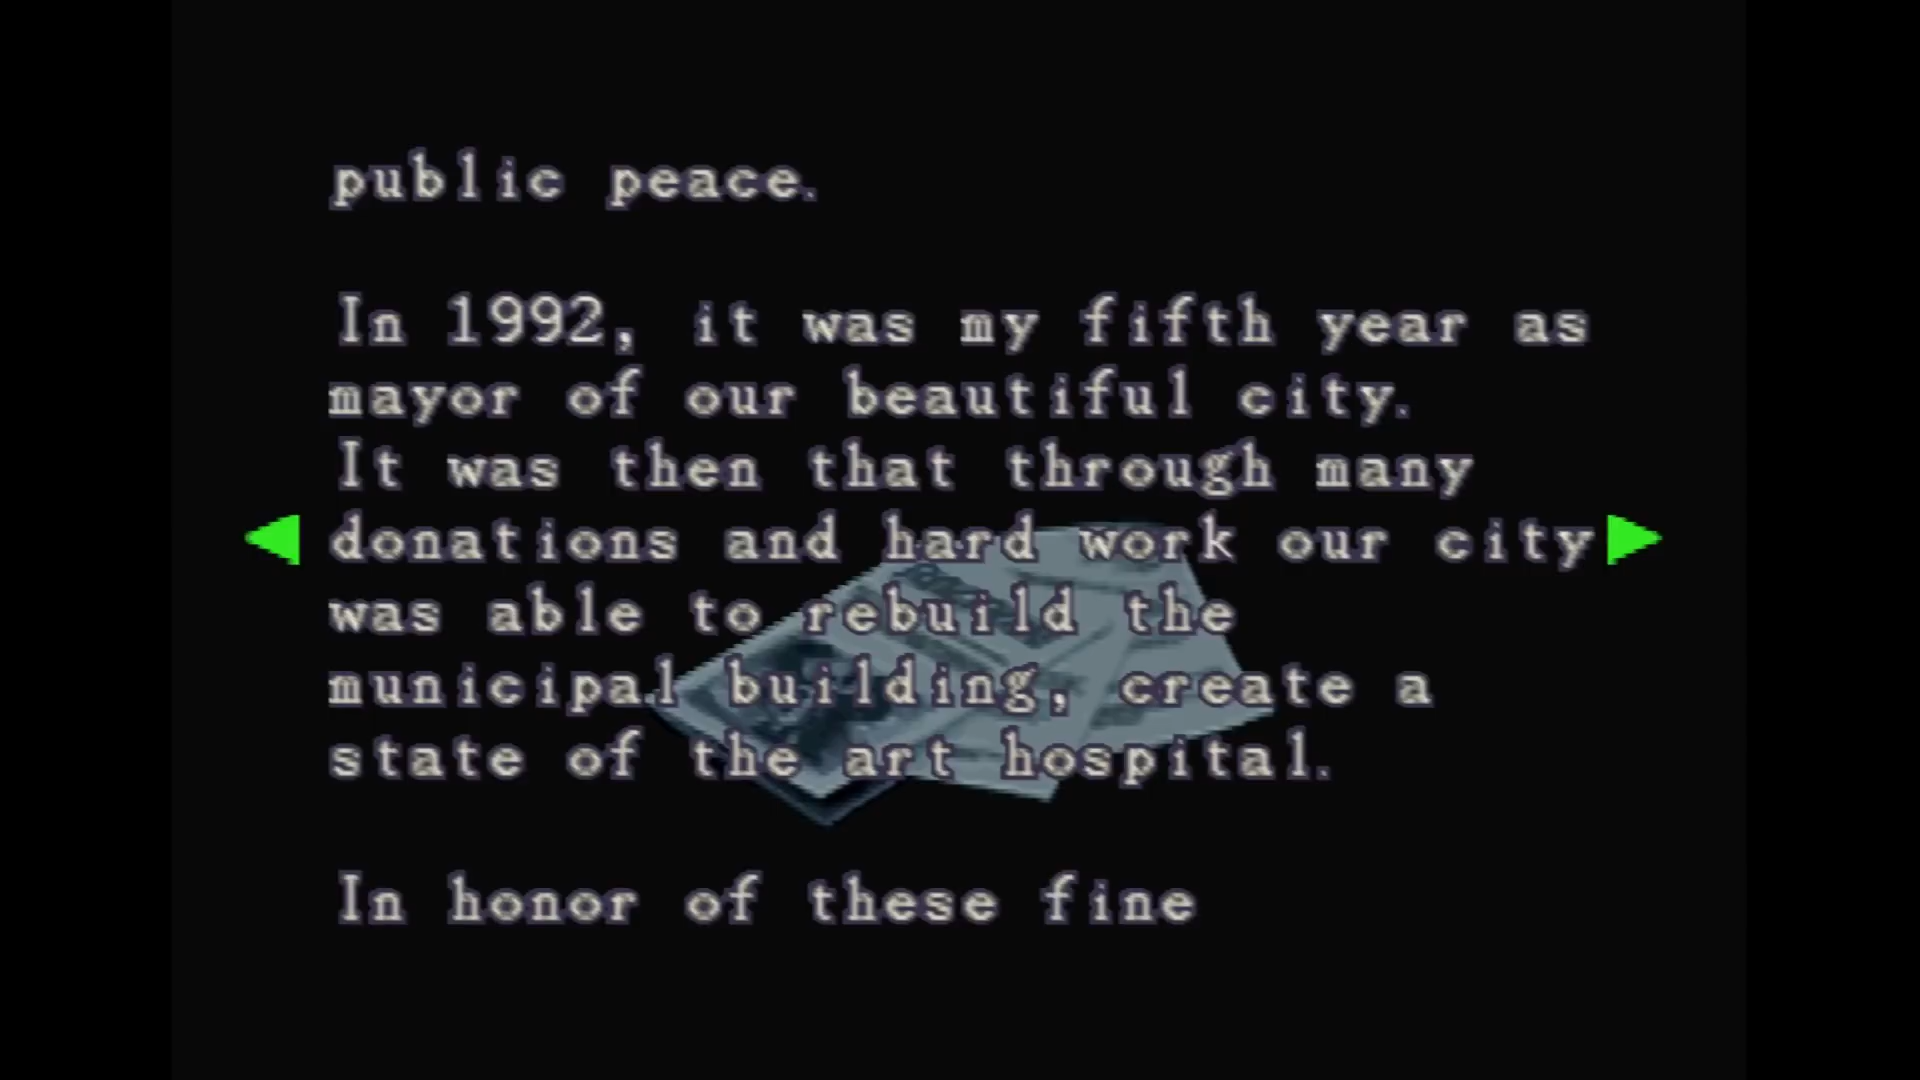 public peace.
In 1992, it was my fifth year as
mayor of our beautiful city.
It was then that through many
donations and hard work our city
was able to rebuild the
municipal building, create a
state of the art hospital.
In honor of these fine